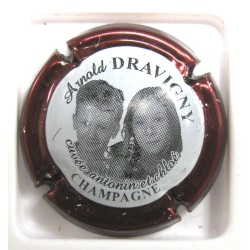 Arnold DRAVIGNY
cuvée antonin et chloé
CHAMPAGNE